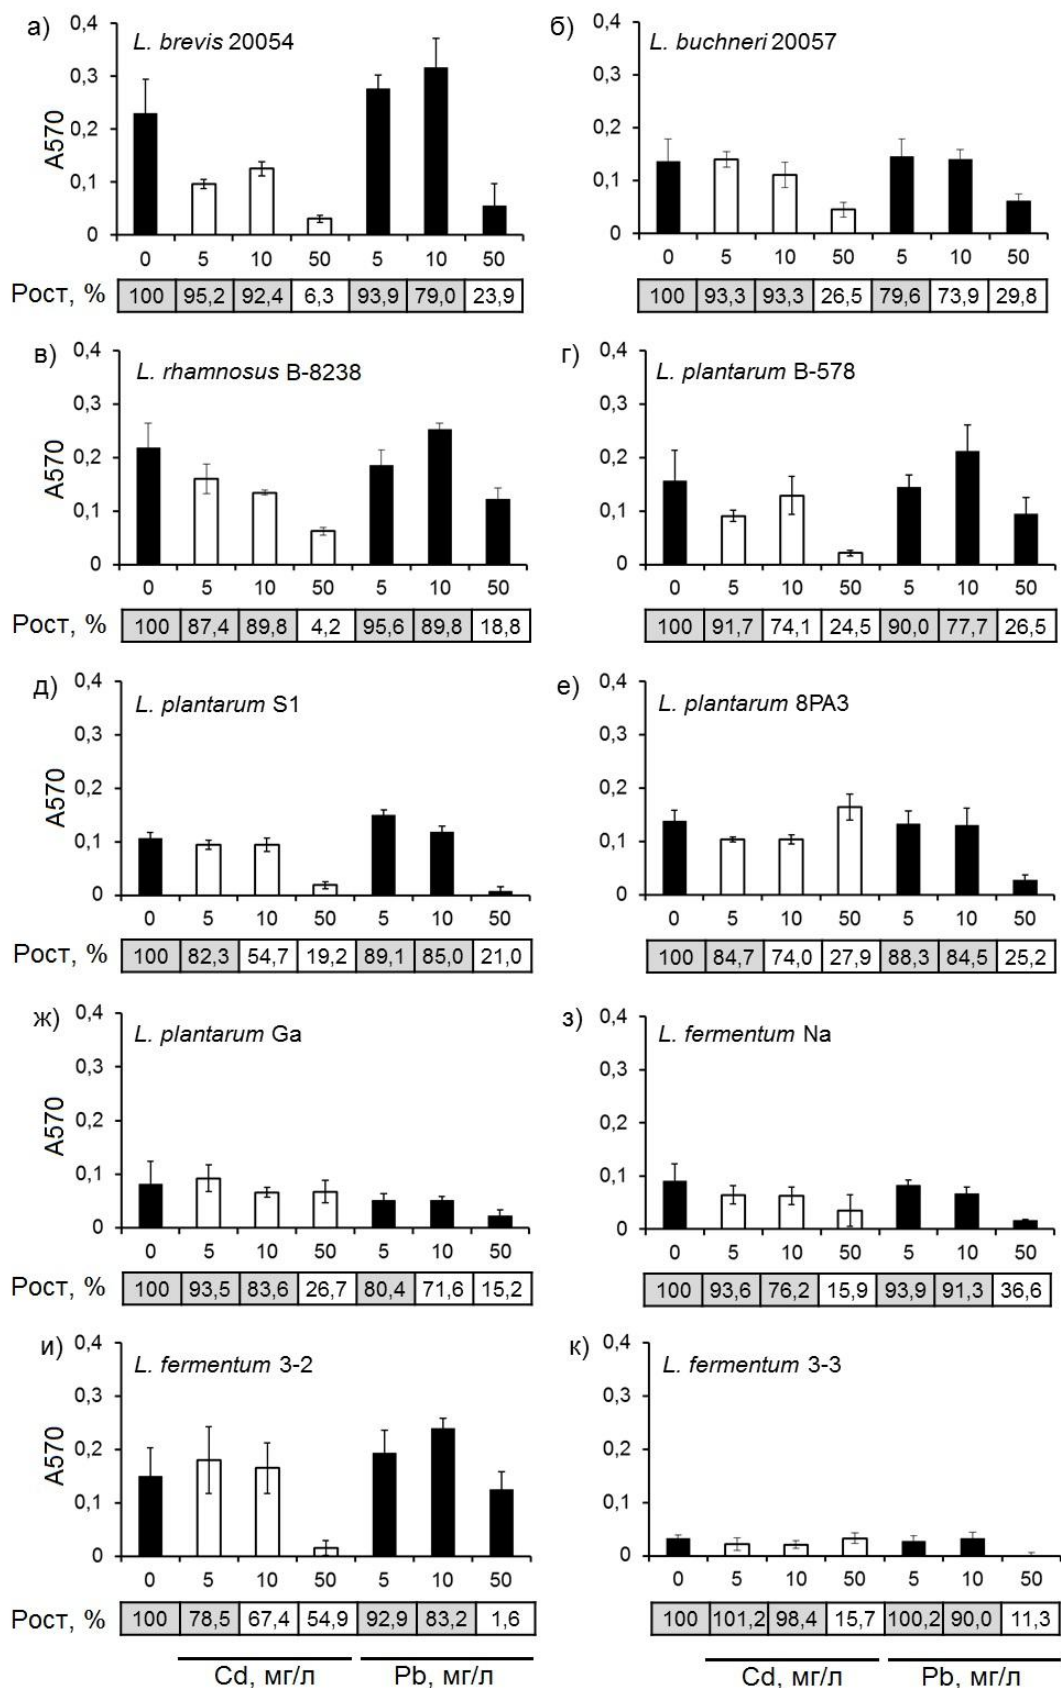 а)
L. brevis 20054
0,4
0,3
0,2
0,1
0
A570
0 5 10 50 5 10 50
Рост, % 100 95,2 92,4 6,3 93,9 79,0 23,9
б)
L. buchneri 20057
0,4
0,3
0,2
0,1
0
0 5 10 50 5 10 50
100 93,3 93,3 26,5 79,6 73,9 29,8
в)
L. rhamnosus B-8238
0,4
0,3
0,2
0,1
0
A570
0 5 10 50 5 10 50
Рост, % 100 87,4 89,8 4,2 95,6 89,8 18,8
г)
L. plantarum B-578
0,4
0,3
0,2
0,1
0
0 5 10 50 5 10 50
100 91,7 74,1 24,5 90,0 77,7 26,5
д)
L. plantarum S1
0,4
0,3
0,2
0,1
0
A570
0 5 10 50 5 10 50
Рост, % 100 82,3 54,7 19,2 89,1 85,0 21,0
е)
L. plantarum 8PA3
0,4
0,3
0,2
0,1
0
0 5 10 50 5 10 50
100 84,7 74,0 27,9 88,3 84,5 25,2
ж)
L. plantarum Ga
0,4
0,3
0,2
0,1
0
A570
0 5 10 50 5 10 50
Рост, % 100 93,5 83,6 26,7 80,4 71,6 15,2
з)
L. fermentum Na
0,4
0,3
0,2
0,1
0
0 5 10 50 5 10 50
100 93,6 76,2 15,9 93,9 91,3 36,6
и)
L. fermentum 3-2
0,4
0,3
0,2
0,1
0
A570
0 5 10 50 5 10 50
Рост, % 100 78,5 67,4 54,9 92,9 83,2 1,6
Cd, мг/л Pb, мг/л
к)
L. fermentum 3-3
0,4
0,3
0,2
0,1
0
0 5 10 50 5 10 50
100 101,2 98,4 15,7 100,2 90,0 11,3
Cd, мг/л Pb, мг/л